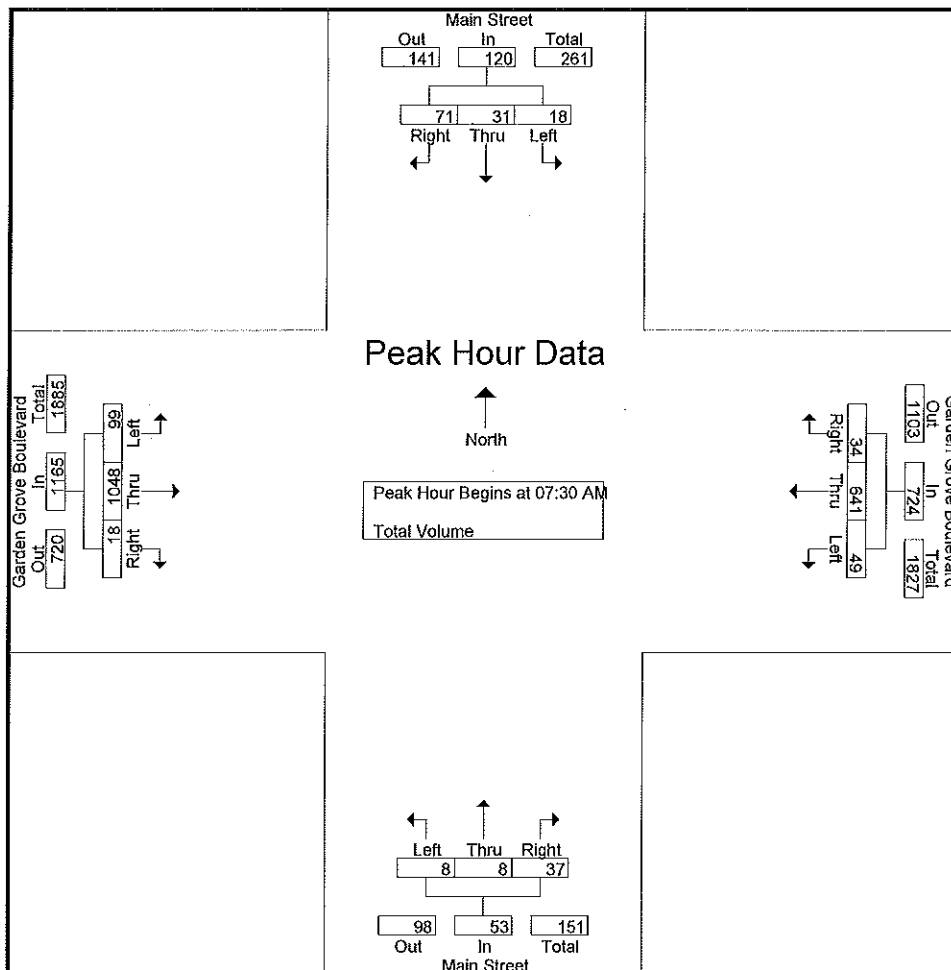 Main Street
Out In Total
141 120 261
71 31 18
Right Thru Left
Peak Hour Data
North
Peak Hour Begins at 07:30 AM
Total Volume
Garden Grove Boulevard
Out In Total
720 1165 1885
Left Thru Right
99 1048 18
Garden Grove Boulevard
Out In Total
1103 724 1827
34 641 49
Right Thru Left
Left Thru Right
8 8 37
98 53 151
Out In Total
Main Street